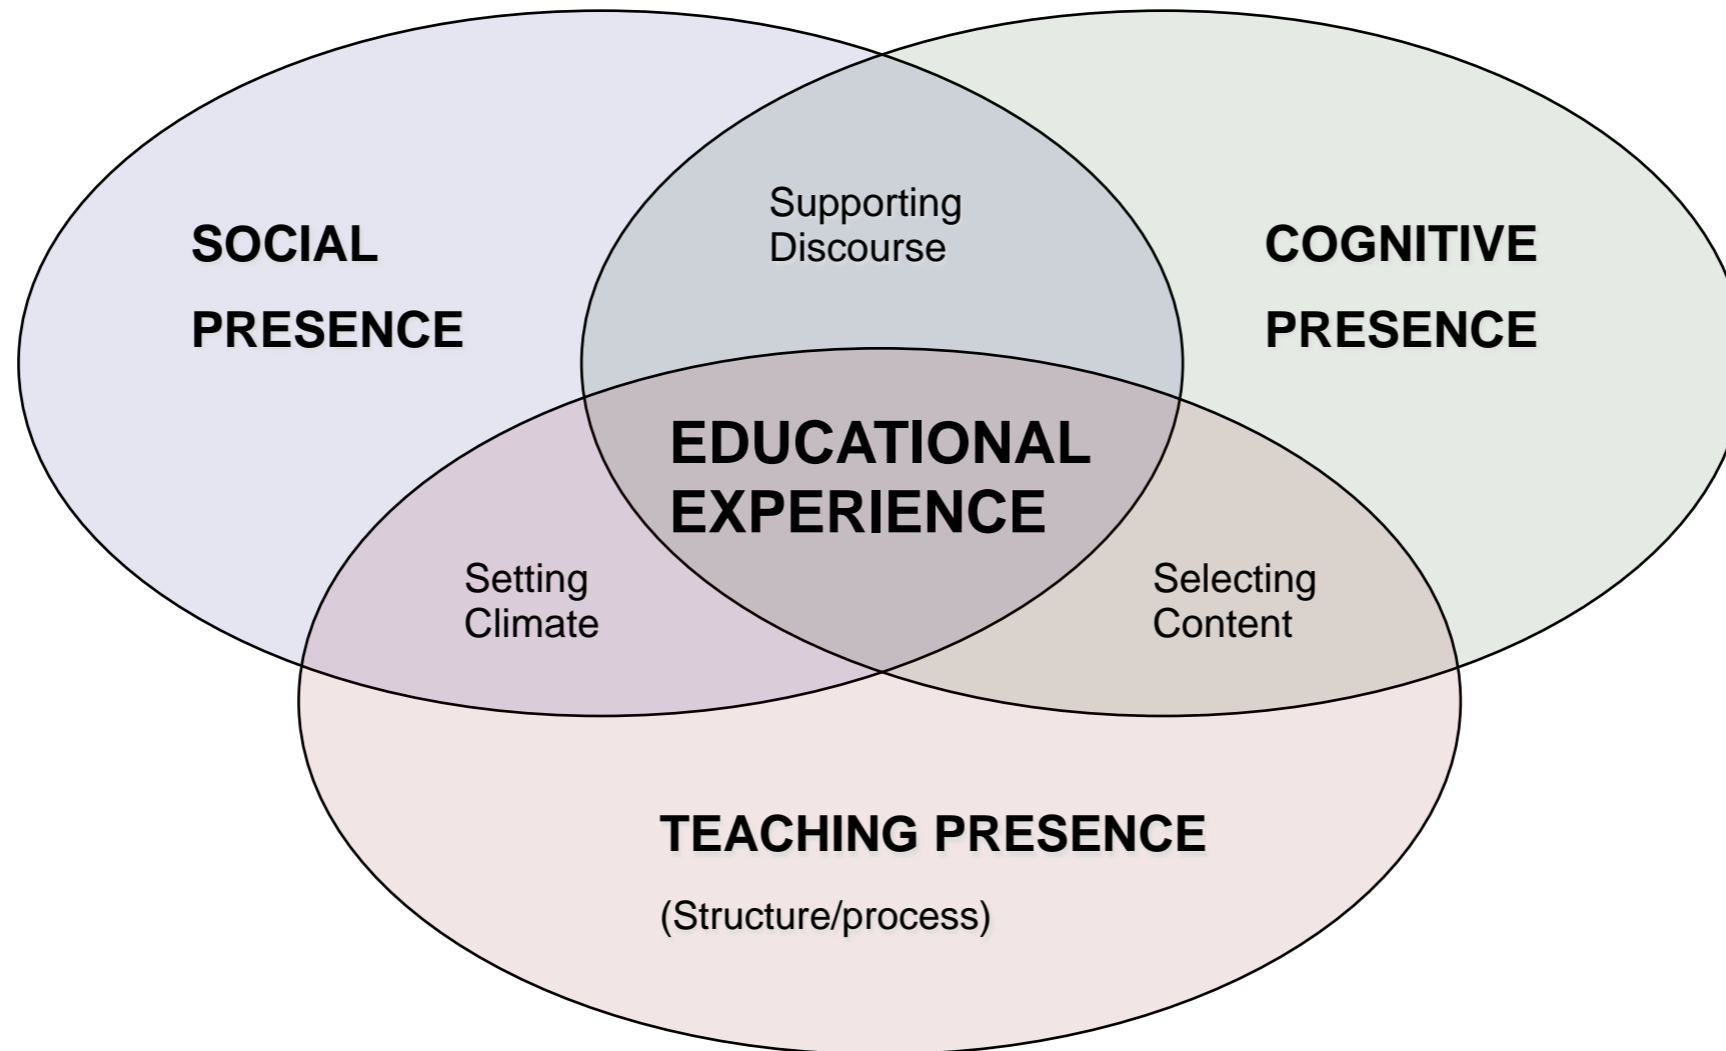 Supporting
Discourse
SOCIAL
PRESENCE
COGNITIVE
PRESENCE
EDUCATIONAL
EXPERIENCE
Setting
Climate
Selecting
Content
TEACHING PRESENCE
(Structure/process)